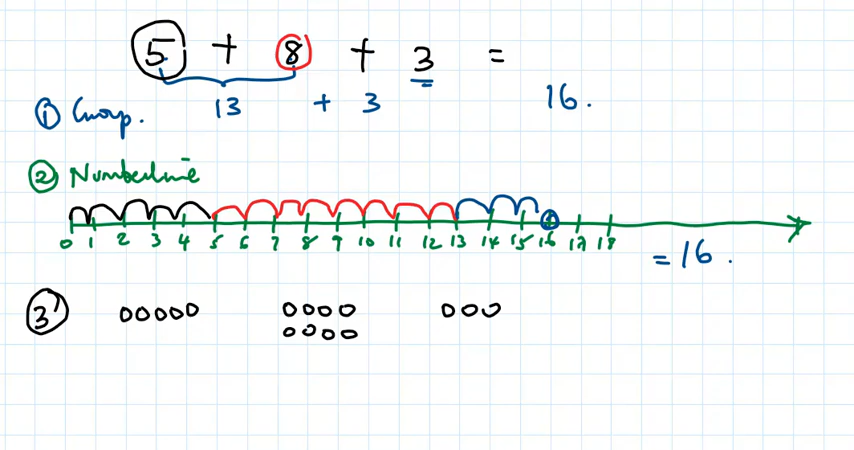 5 + 8 + 3 =
① Group. 13 + 3 16.
② Numberline
0 1 2 3 4 5 6 7 8 9 10 11 12 13 14 15 16 17 18
= 16.
③